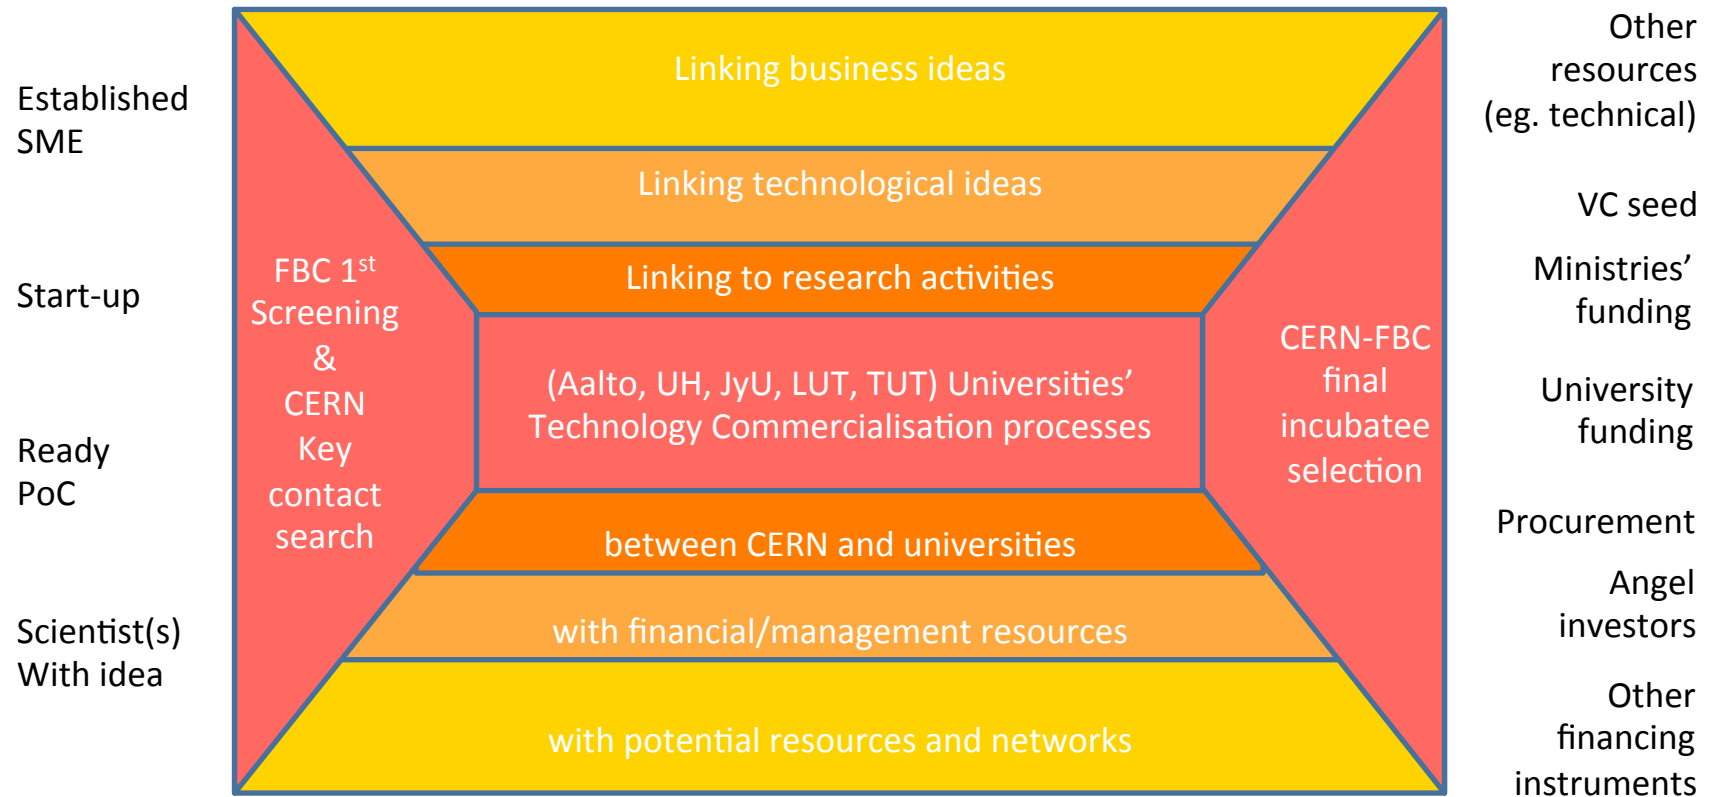 Established
SME
Start-up
Ready
PoC
Scientist(s)
With idea
FBC 1st
Screening
&
CERN
Key
contact
search
Linking business ideas
Linking technological ideas
Linking to research activities
(Aalto, UH, JyU, LUT, TUT) Universities’
Technology Commercialisation processes
between CERN and universities
with financial/management resources
with potential resources and networks
CERN-FBC
final
incubatee
selection
Other
resources
(eg. technical)
VC seed
Ministries’
funding
University
funding
Procurement
Angel
investors
Other
financing
instruments